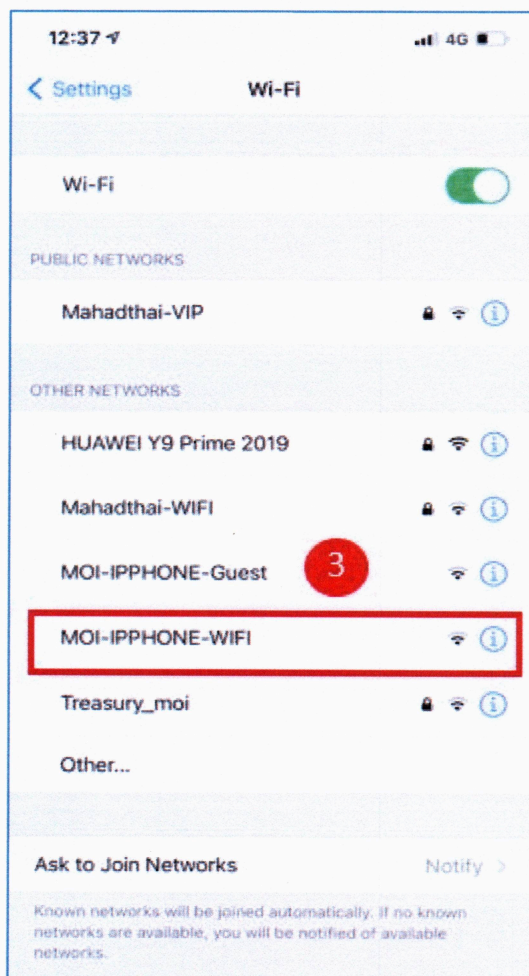 12:37
4G
Settings
Wi-Fi
Wi-Fi
PUBLIC NETWORKS
Mahadthai-VIP
OTHER NETWORKS
HUAWEI Y9 Prime 2019
Mahadthai-WIFI
MOI-IPPHONE-Guest
3
MOI-IPPHONE-WIFI
Treasury_moi
Other...
Ask to Join Networks
Notify
Known networks will be joined automatically. If no known
networks are available, you will be notified of available
networks.